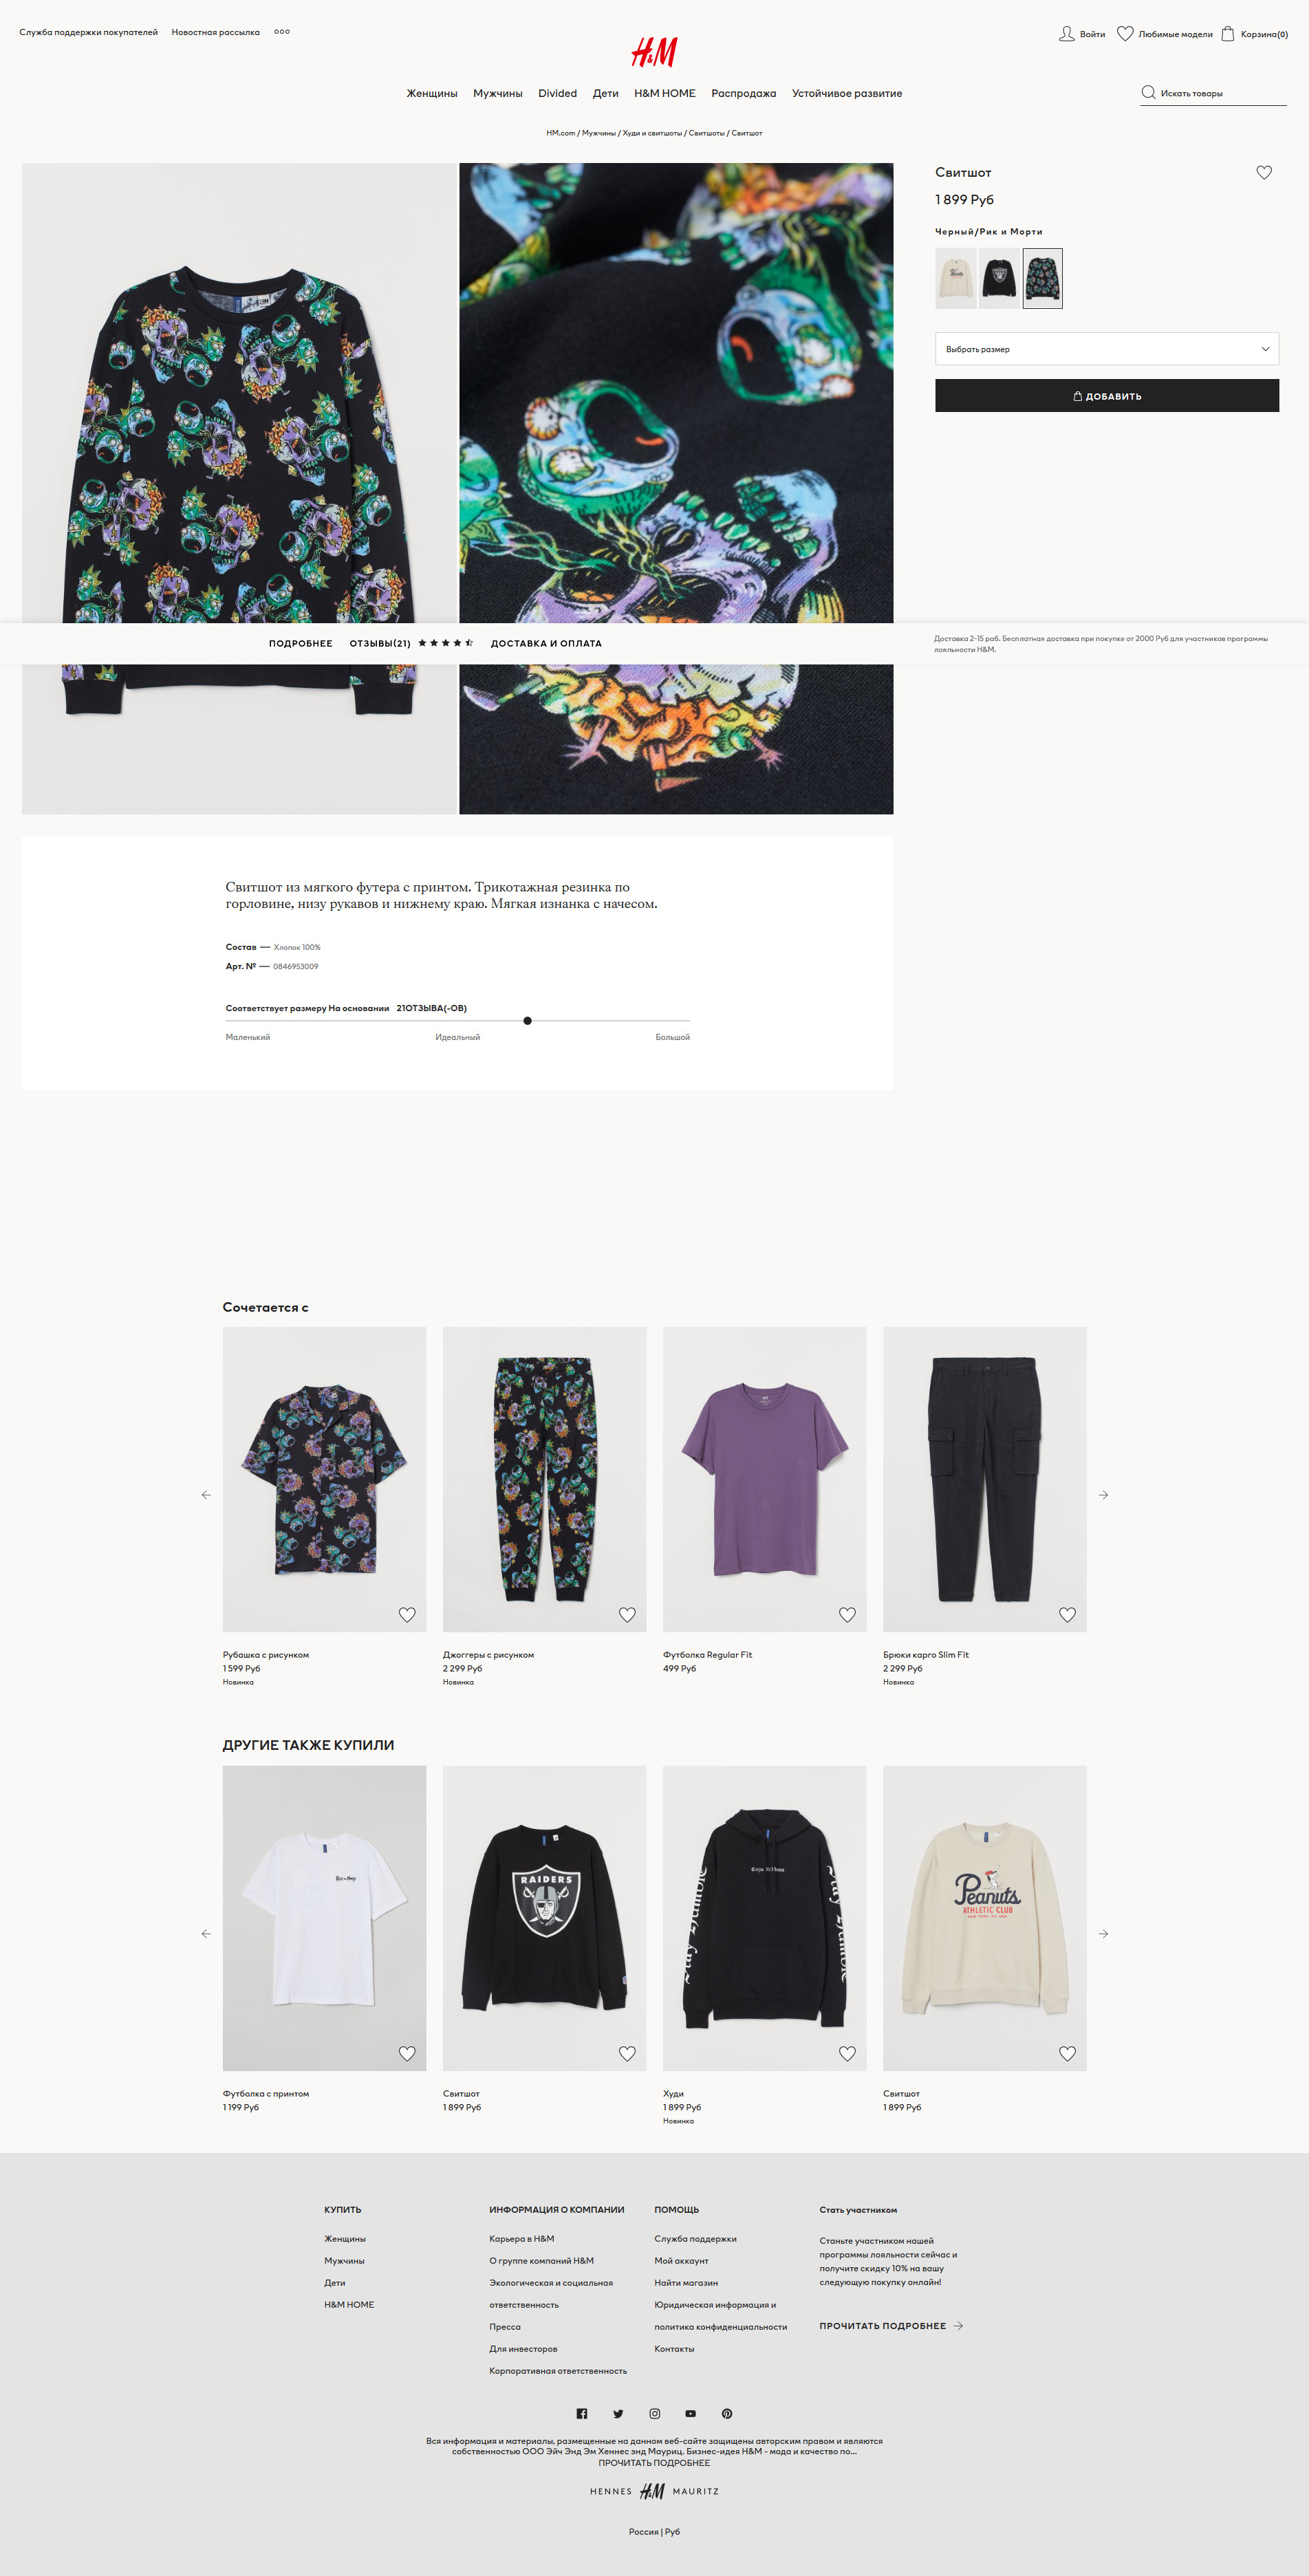 Служба поддержки покупателей
Новостная рассылка
H&M
Войти
Любимые модели
Корзина(0)
Женщины
Мужчины
Divided
Дети
H&M HOME
Распродажа
Устойчивое развитие
Искать товары
HM.com / Мужчины / Худи и свитшоты / Свитшоты / Свитшот
Свитшот
1 899 Руб
Черный/Рик и Морти
Выбрать размер
ДОБАВИТЬ
ПОДРОБНЕЕ
ОТЗЫВЫ(21)
ДОСТАВКА И ОПЛАТА
Доставка 2-15 раб. Бесплатная доставка при покупке от 2000 Руб для участников программы
лояльности H&M.
Свитшот из мягкого футера с принтом. Трикотажная резинка по
горловине, низу рукавов и нижнему краю. Мягкая изнанка с начесом.
Состав — Хлопок 100%
Арт. № — 0846953009
Соответствует размеру На основании 21ОТЗЫВА(-ОВ)
Маленький
Идеальный
Большой
Сочетается с
Рубашка с рисунком
1 599 Руб
Новинка
Джоггеры с рисунком
2 299 Руб
Новинка
Футболка Regular Fit
499 Руб
Брюки карго Slim Fit
2 299 Руб
Новинка
ДРУГИЕ ТАКЖЕ КУПИЛИ
RAIDERS
Stay Humble
Peanuts
ATHLETIC CLUB
Футболка с принтом
1 199 Руб
Свитшот
1 899 Руб
Худи
1 899 Руб
Новинка
Свитшот
1 899 Руб
КУПИТЬ
Женщины
Мужчины
Дети
H&M HOME
ИНФОРМАЦИЯ О КОМПАНИИ
Карьера в H&M
О группе компаний H&M
Экологическая и социальная
ответственность
Пресса
Для инвесторов
Корпоративная ответственность
ПОМОЩЬ
Служба поддержки
Мой аккаунт
Найти магазин
Юридическая информация и
политика конфиденциальности
Контакты
Стать участником
Станьте участником нашей
программы лояльности сейчас и
получите скидку 10% на вашу
следующую покупку онлайн!
ПРОЧИТАТЬ ПОДРОБНЕЕ
Вся информация и материалы, размещенные на данном веб-сайте защищены авторским правом и являются
собственностью ООО Эйч Энд Эм Хеннес энд Мауриц. Бизнес-идея H&M - мода и качество по...
ПРОЧИТАТЬ ПОДРОБНЕЕ
HENNES H&M MAURITZ
Россия | Руб